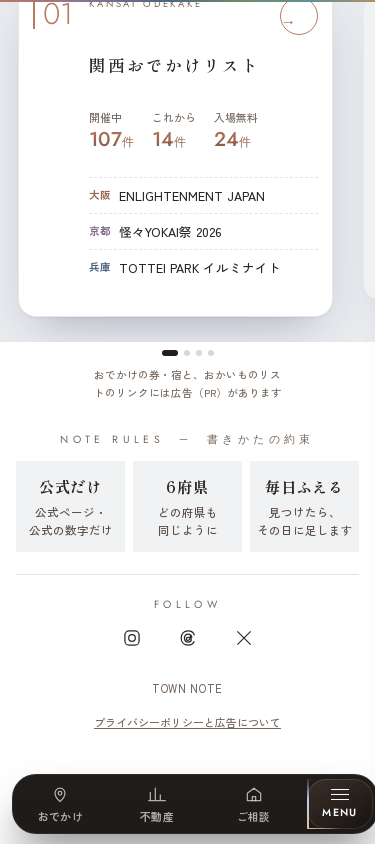 KANSAI ODEKAKE
01
→
関西おでかけリスト
開催中 これから 入場無料
107件 14件 24件
大阪 ENLIGHTENMENT JAPAN
京都 怪々YOKAI祭 2026
兵庫 TOTTEI PARK イルミナイト
おでかけの券・宿と、おかいものリス
トのリンクには広告（PR）があります
NOTE RULES — 書きかたの約束
公式だけ
公式ページ・
公式の数字だけ
6府県
どの府県も
同じように
毎日ふえる
見つけたら、
その日に足します
FOLLOW
TOWN NOTE
プライバシーポリシーと広告について
おでかけ 不動産 ご相談 MENU